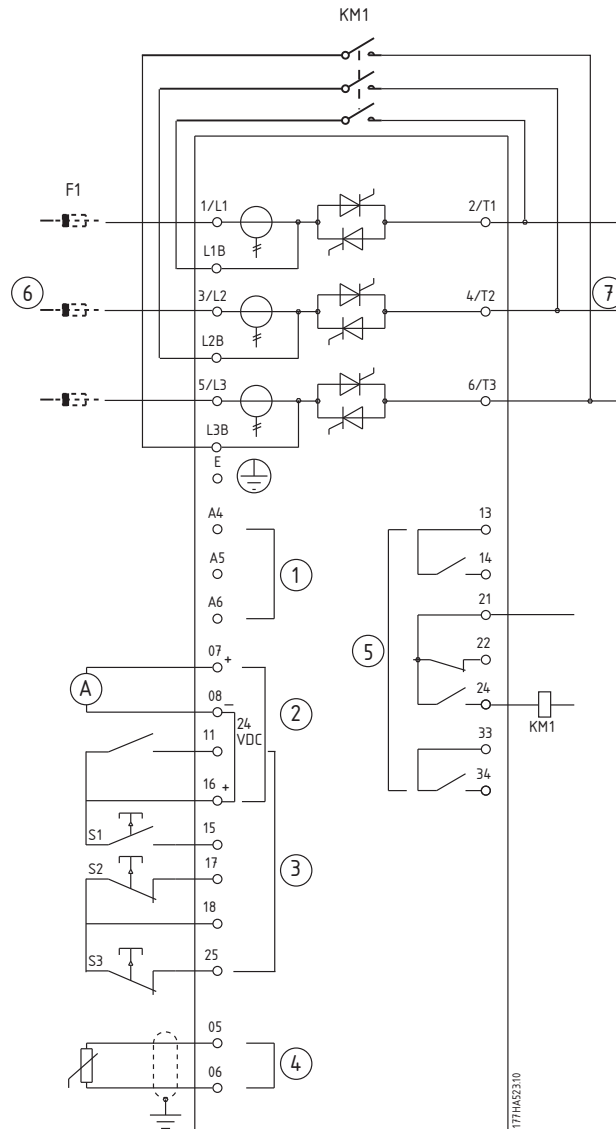 KM1
F1
1/L1
2/T1
L1B
6
3/L2
4/T2
7
L2B
5/L3
6/T3
L3B
E
A4
13
A5
1
14
A6
21
07 +
5
22
A
08 –
2
24
24
VDC
KM1
11
33
16 +
34
S1
15
S2
17
3
18
S3
25
05
4
06
177HA523.10